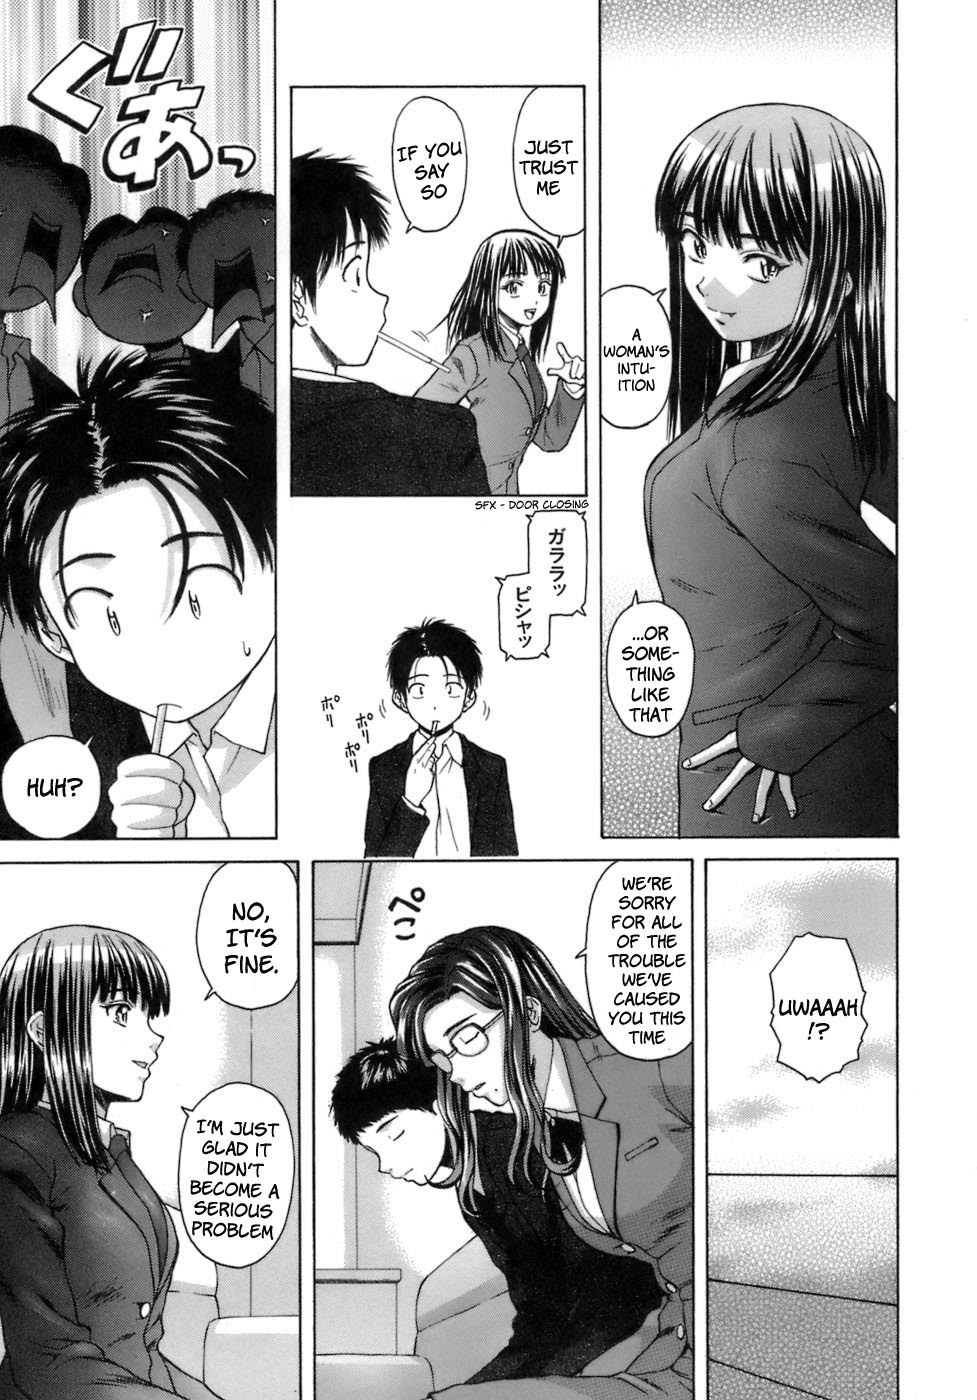 A
WOMAN'S
INTU-
ITION
...OR
SOME-
THING
LIKE
THAT
JUST
TRUST
ME
IF YOU
SAY
SO
SFX - DOOR CLOSING
ガララッ
ピシャッ
ポリ
ポリ
ポリ
ぐぃあっ
HUH?
UWAAAH
!?
WE'RE
SORRY
FOR ALL
OF THE
TROUBLE
WE'VE
CAUSED
YOU THIS
TIME
ぺこ
NO,
IT'S
FINE.
I'M JUST
GLAD IT
DIDN'T
BECOME A
SERIOUS
PROBLEM